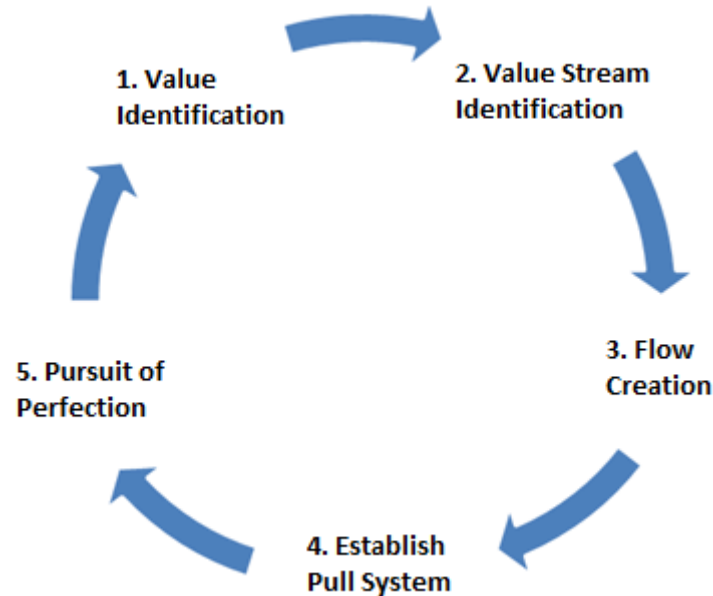 1. Value
Identification
2. Value Stream
Identification
3. Flow
Creation
4. Establish
Pull System
5. Pursuit of
Perfection